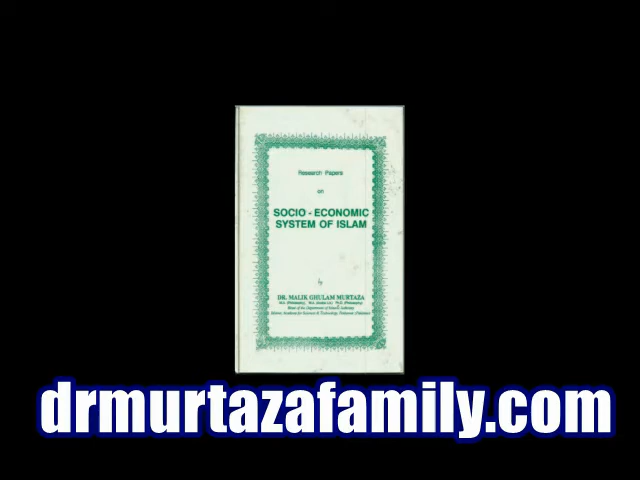 Research Papers
on
SOCIO - ECONOMIC
SYSTEM OF ISLAM
by
DR. MALIK GHULAM MURTAZA
drmurtazafamily.com